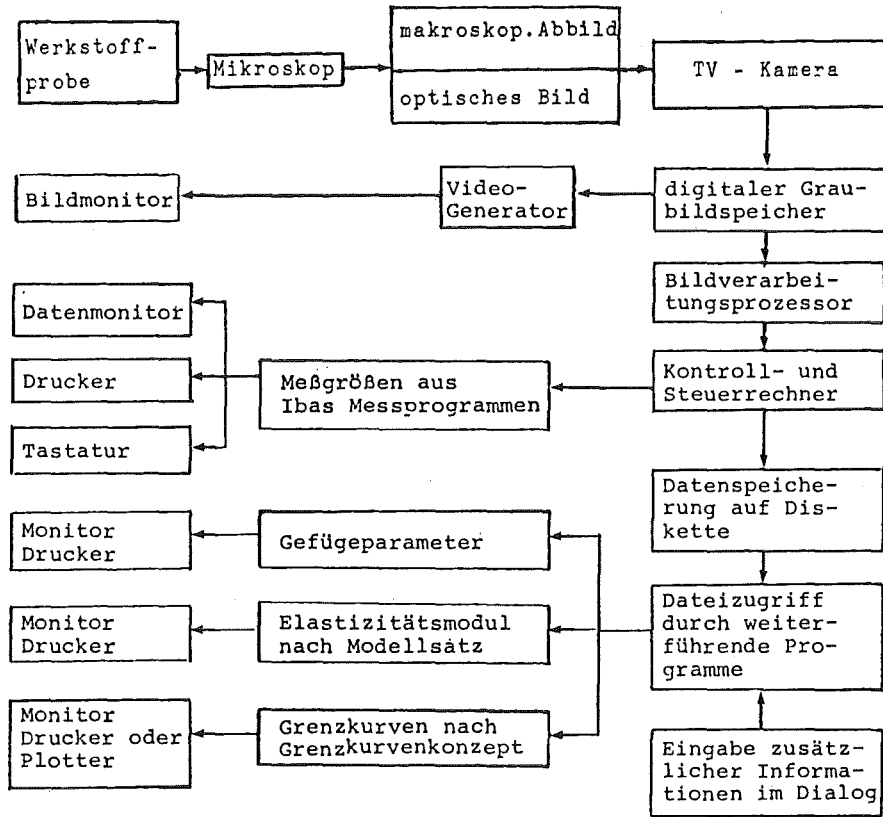 Werkstoff-
probe
Mikroskop
makroskop.Abbild
optisches Bild
TV - Kamera
Bildmonitor
Video-
Generator
digitaler Grau-
bildspeicher
Bildverarbei-
tungsprozessor
Datenmonitor
Drucker
Tastatur
Meßgrößen aus
Ibas Messprogrammen
Kontroll- und
Steuerrechner
Datenspeiche-
rung auf Dis-
kette
Monitor
Drucker
Gefügeparameter
Monitor
Drucker
Elastizitätsmodul
nach Modellsatz
Dateizugriff
durch weiter-
führende Pro-
gramme
Monitor
Drucker oder
Plotter
Grenzkurven nach
Grenzkurvenkonzept
Eingabe zusätz-
licher Informa-
tionen im Dialog